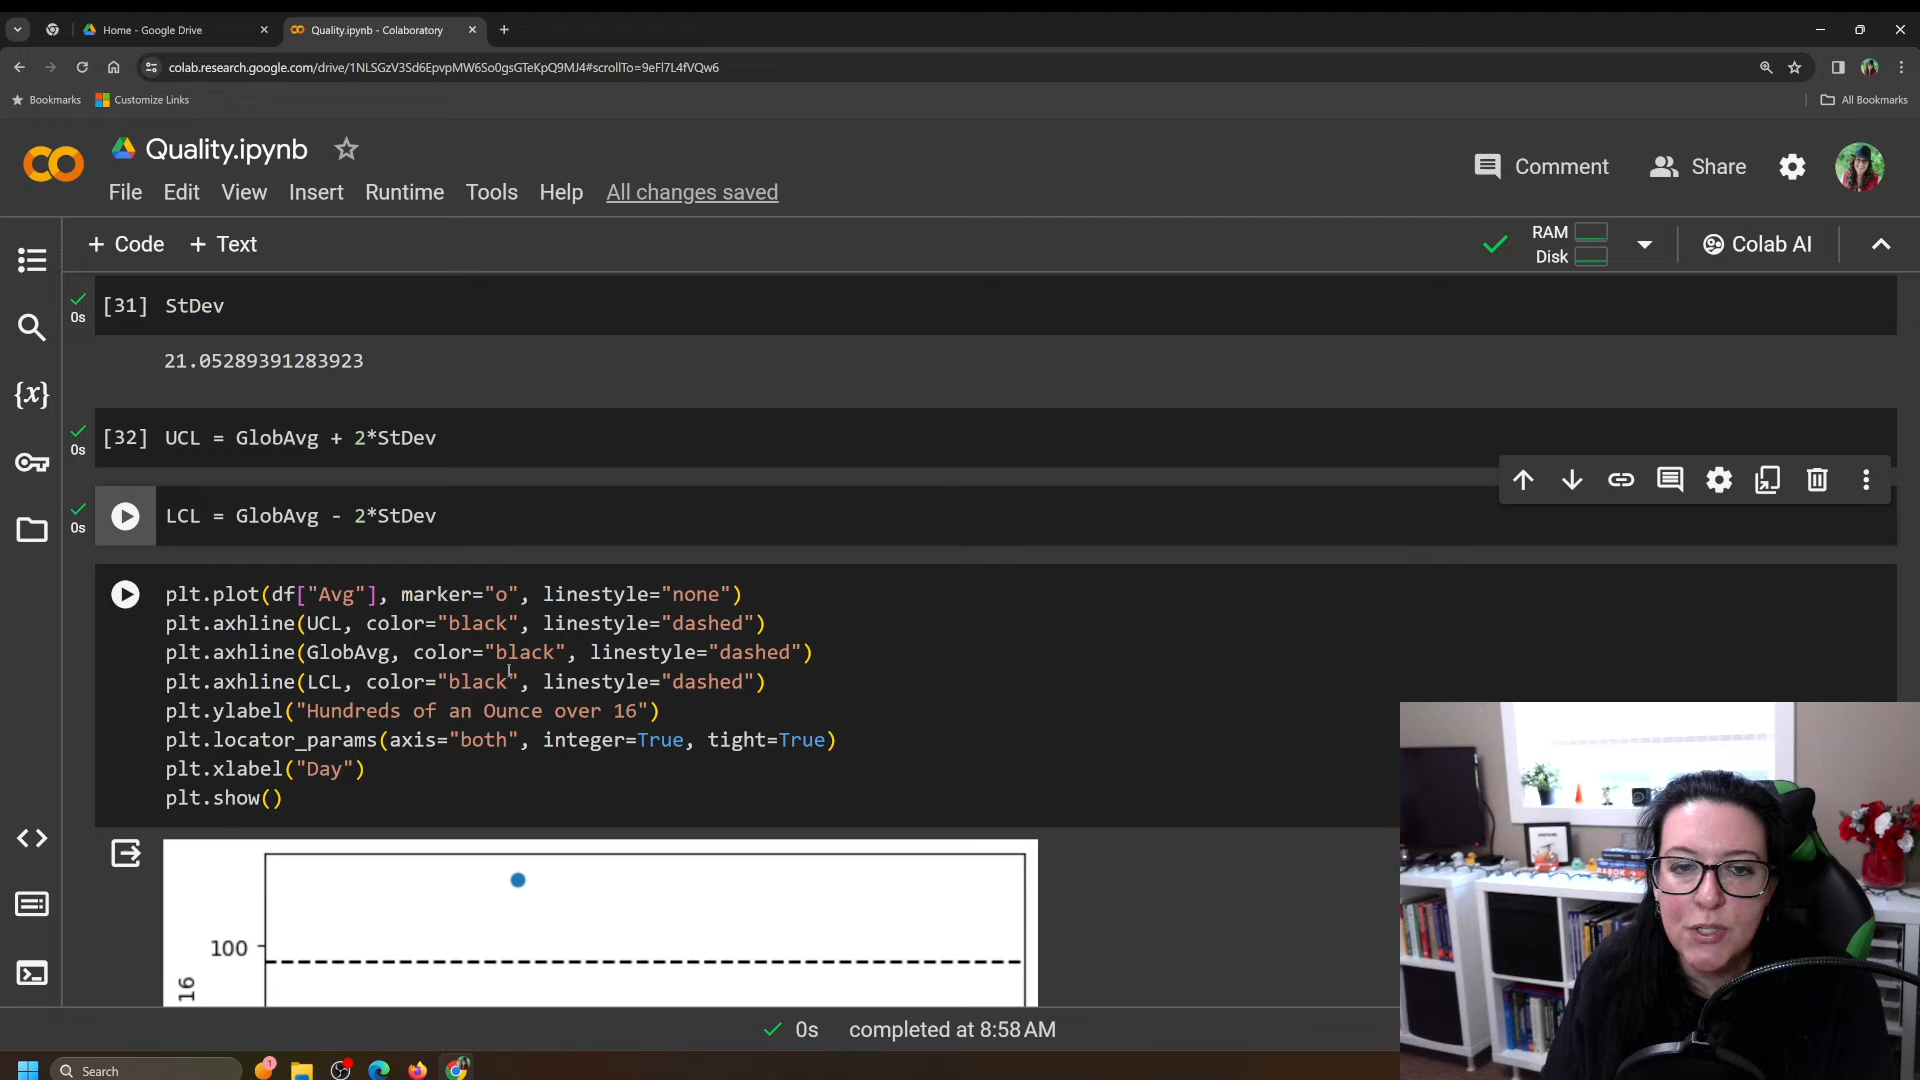 Home - Google Drive
Quality.ipynb - Colaboratory
colab.research.google.com/drive/1NLSGzV3Sd6EpvpMW6So0gsGTeKpQ9MJ4#scrollTo=9eFl7L4fVQw6
Bookmarks Customize Links All Bookmarks
CO Quality.ipynb
Comment Share
File Edit View Insert Runtime Tools Help All changes saved
+ Code + Text RAM Disk Colab AI
0s [31] StDev
21.05289391283923
0s [32] UCL = GlobAvg + 2*StDev
0s LCL = GlobAvg - 2*StDev
{x}
plt.plot(df["Avg"], marker="o", linestyle="none")
plt.axhline(UCL, color="black", linestyle="dashed")
plt.axhline(GlobAvg, color="black", linestyle="dashed")
plt.axhline(LCL, color="black", linestyle="dashed")
plt.ylabel("Hundreds of an Ounce over 16")
plt.locator_params(axis="both", integer=True, tight=True)
plt.xlabel("Day")
plt.show()
100
16
0s completed at 8:58 AM
Search
1